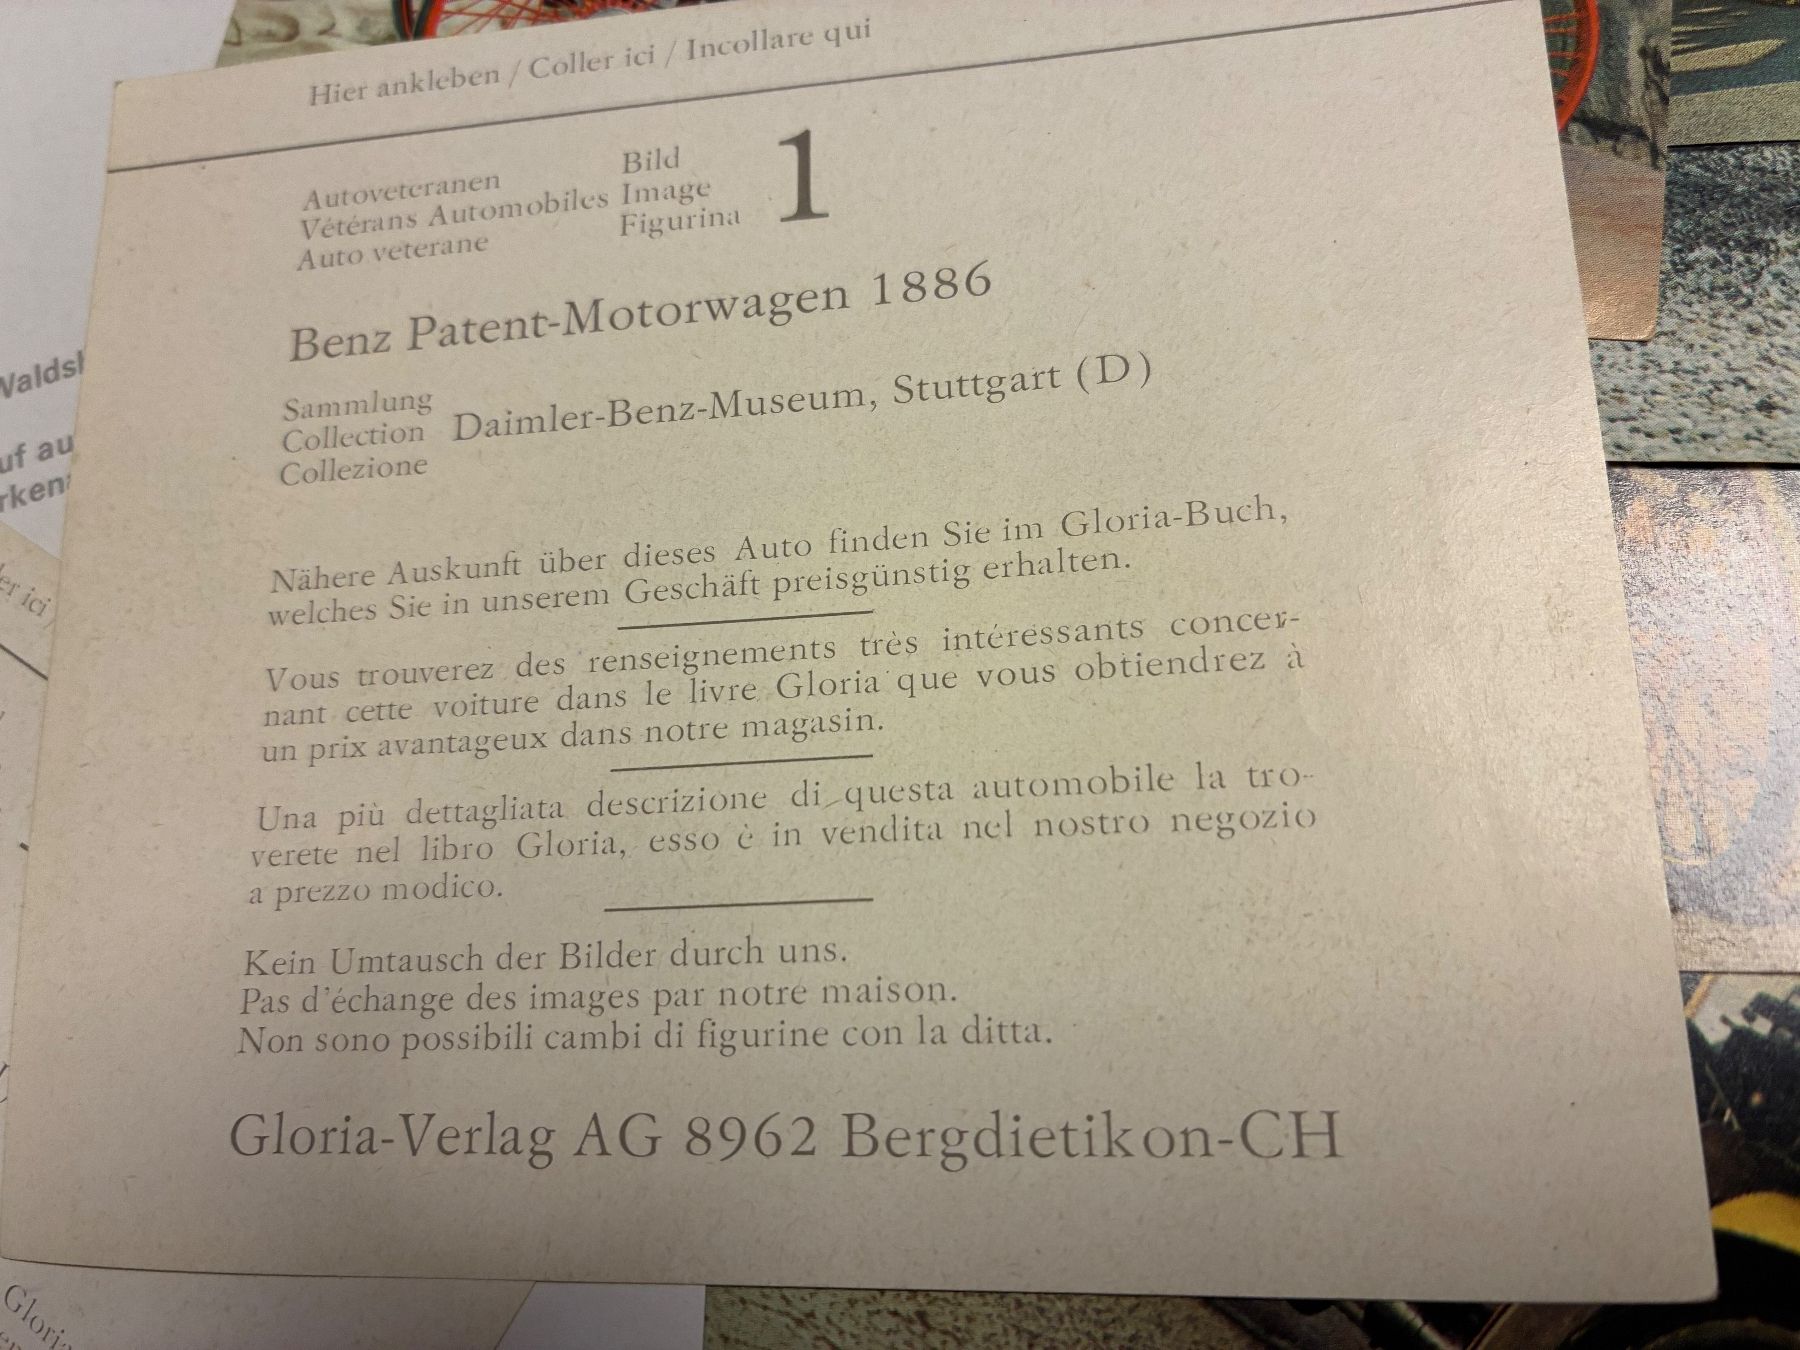 Hier ankleben / Coller ici / Incollare qui
Autoveteranen
Vétérans Automobiles
Auto veterane
Bild
Image
Figurina
1
Benz Patent-Motorwagen 1886
Sammlung
Collection
Collezione
Daimler-Benz-Museum, Stuttgart (D)
Nähere Auskunft über dieses Auto finden Sie im Gloria-Buch,
welches Sie in unserem Geschäft preisgünstig erhalten.
Vous trouverez des renseignements très intéressants concer-
nant cette voiture dans le livre Gloria que vous obtiendrez à
un prix avantageux dans notre magasin.
Una più dettagliata descrizione di questa automobile la tro-
verete nel libro Gloria, esso è in vendita nel nostro negozio
a prezzo modico.
Kein Umtausch der Bilder durch uns.
Pas d'échange des images par notre maison.
Non sono possibili cambi di figurine con la ditta.
Gloria-Verlag AG 8962 Bergdietikon-CH
uf au
ici
Gloria